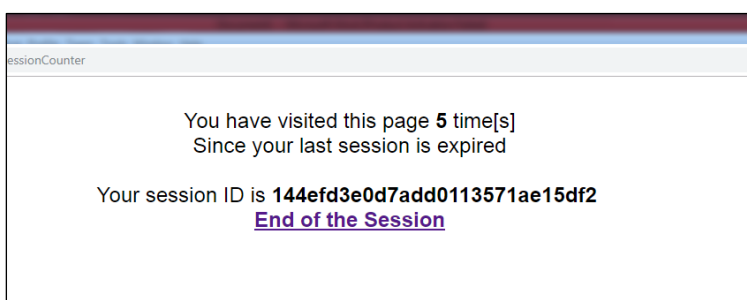 essionCounter
You have visited this page 5 time[s]
Since your last session is expired
Your session ID is 144efd3e0d7add0113571ae15df2
End of the Session